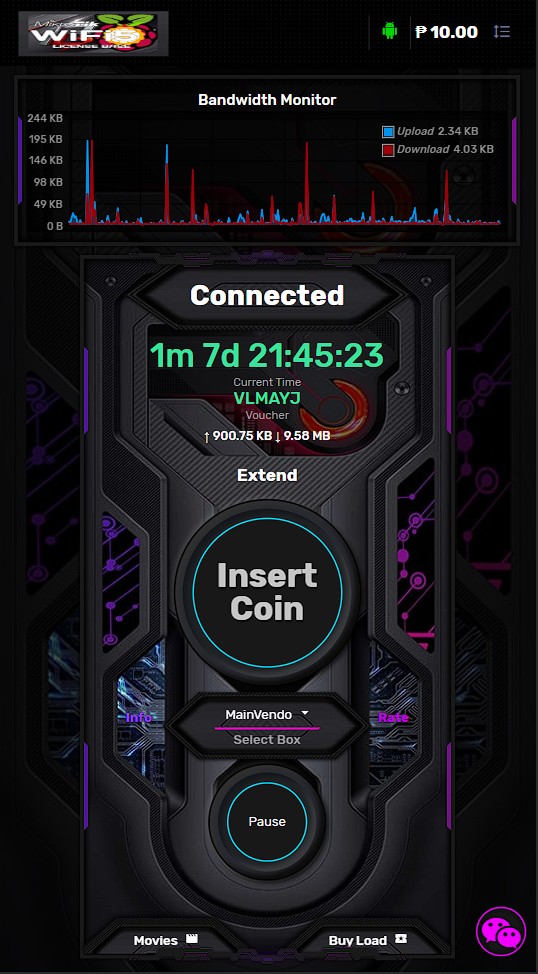 MikroTik
WiFi5
LICENSE BASE
₱ 10.00
Bandwidth Monitor
244 KB
195 KB
146 KB
98 KB
49 KB
0 B
Upload 2.34 KB
Download 4.03 KB
Connected
1m 7d 21:45:23
Current Time
VLMAYJ
Voucher
↑ 900.75 KB ↓ 9.58 MB
Extend
Insert
Coin
Info
MainVendo
Rate
Select Box
Pause
Movies
Buy Load